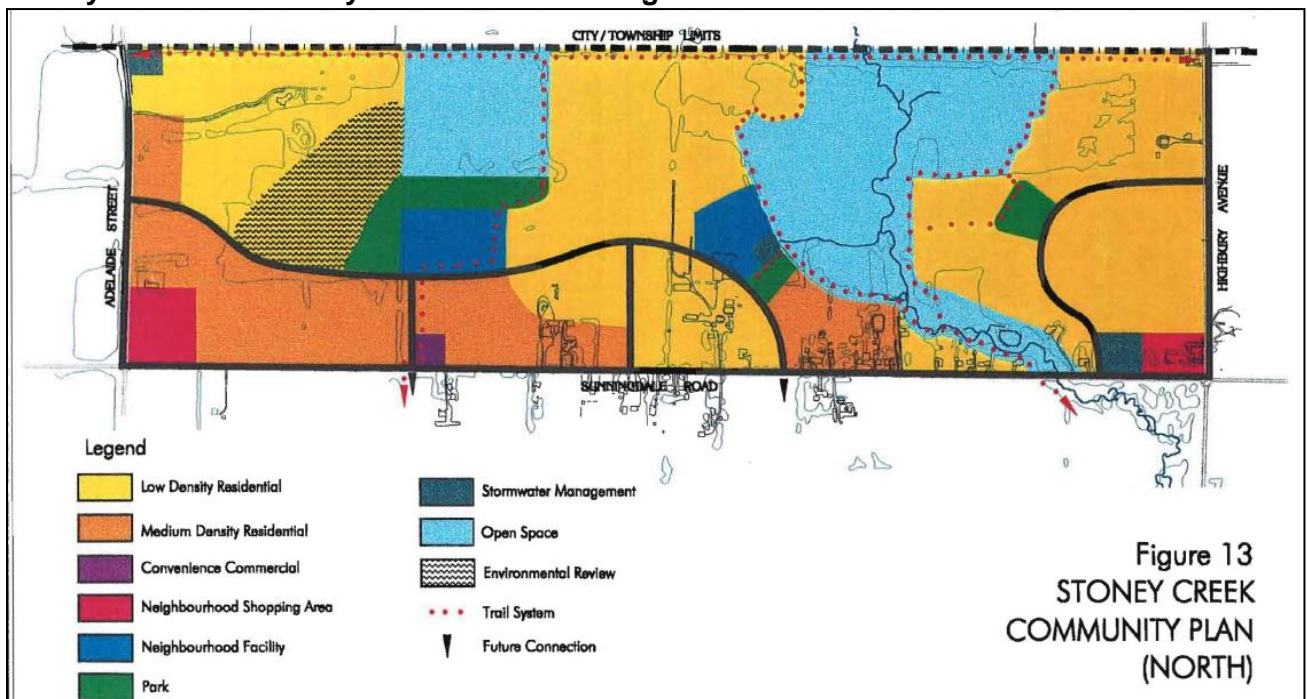 CITY / TOWNSHIP LIMITS
ADELAIDE STREET
HIGHBURY AVENUE
SUNNINGDALE ROAD
Legend
Low Density Residential
Medium Density Residential
Convenience Commercial
Neighbourhood Shopping Area
Neighbourhood Facility
Park
Stormwater Management
Open Space
Environmental Review
Trail System
Future Connection
Figure 13
STONEY CREEK
COMMUNITY PLAN
(NORTH)